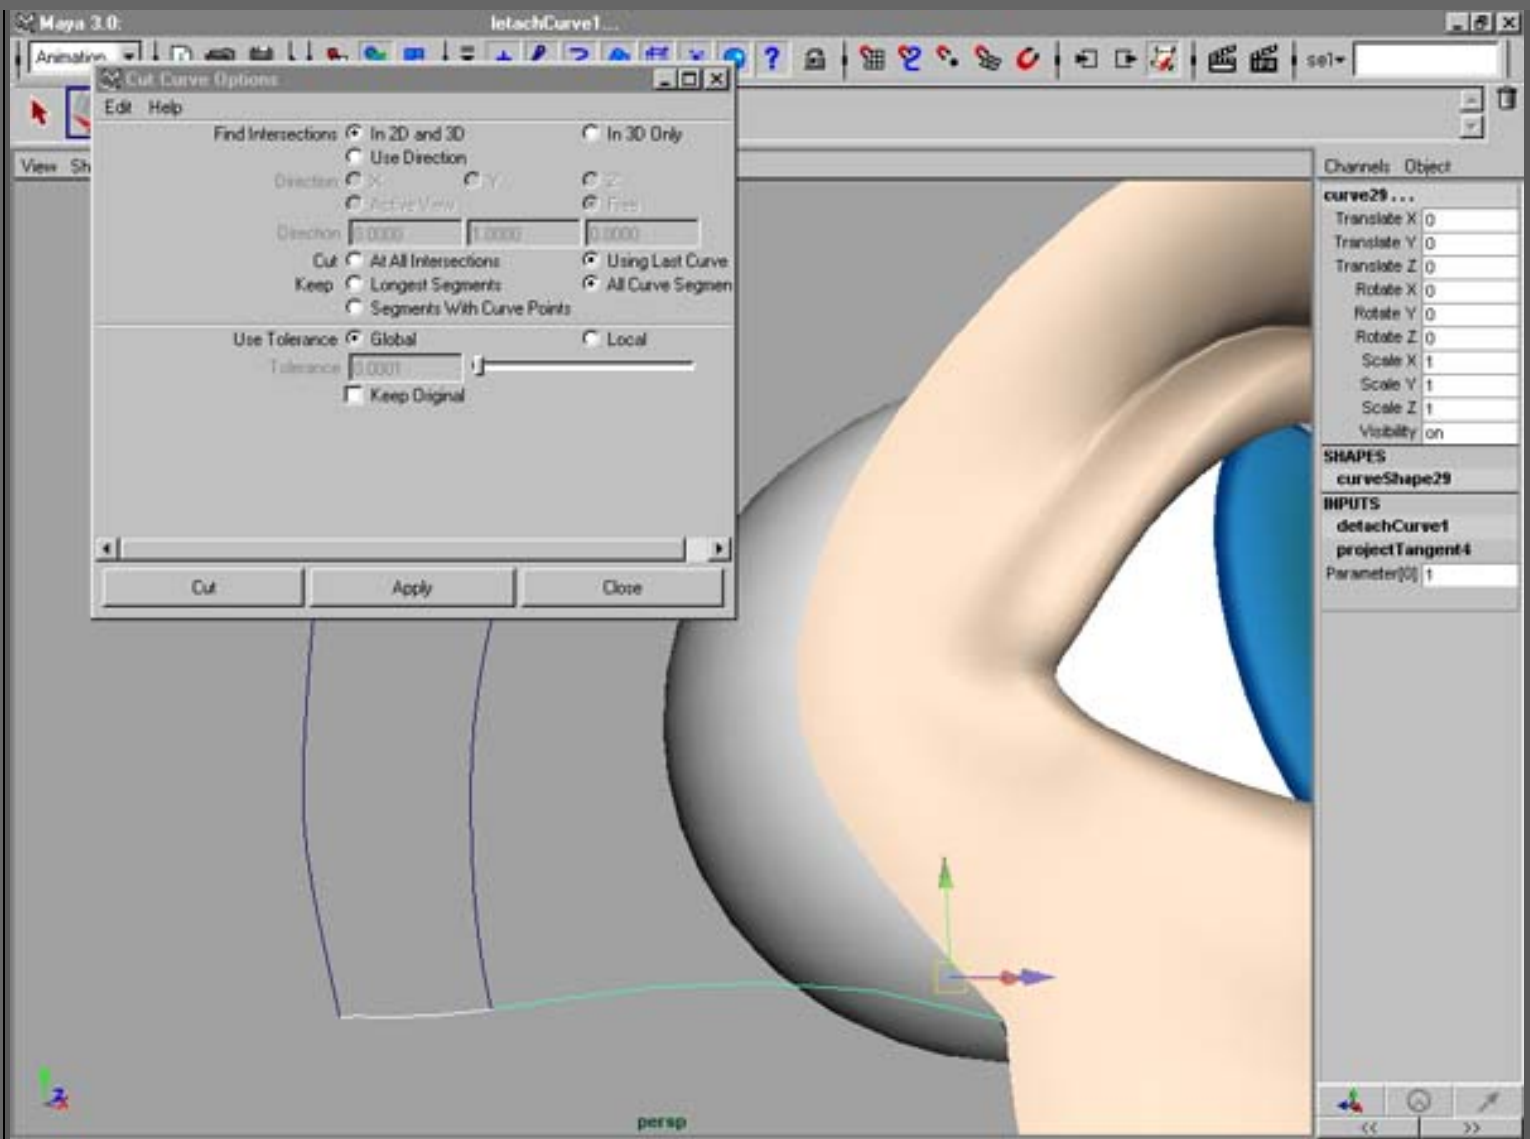 Maya 3.0: letachCurve1...
Animation
sel
Cut Curve Options
Edit Help
Find Intersections In 2D and 3D In 3D Only
Use Direction
Direction X Y Z
Active View Free
Direction 0.0000 1.0000 0.0000
Cut At All Intersections Using Last Curve
Keep Longest Segments All Curve Segmen
Segments With Curve Points
Use Tolerance Global Local
Tolerance 0.0001
Keep Original
Cut Apply Close
View Sh
Channels Object
curve29 ...
Translate X 0
Translate Y 0
Translate Z 0
Rotate X 0
Rotate Y 0
Rotate Z 0
Scale X 1
Scale Y 1
Scale Z 1
Visibility on
SHAPES
curveShape29
INPUTS
detachCurve1
projectTangent4
Parameter[0] 1
persp
<< >>